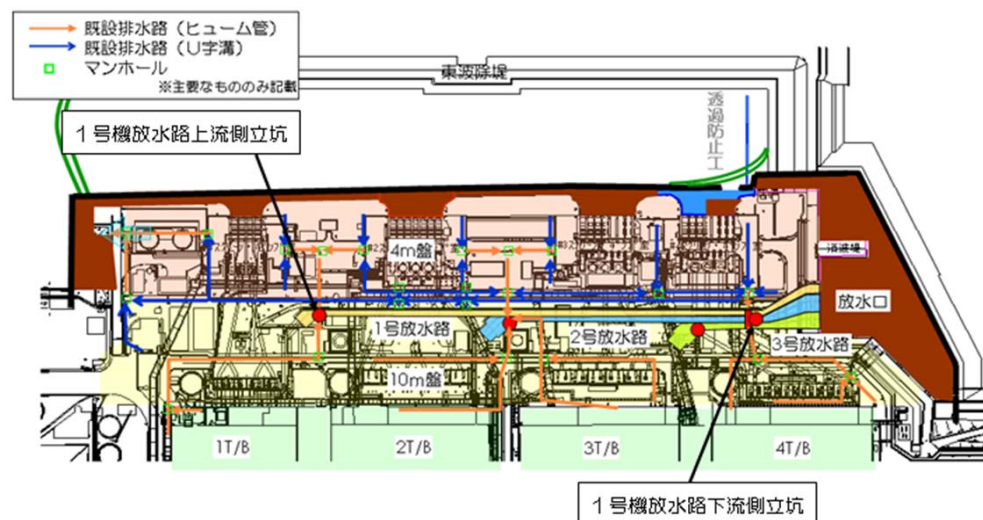 既設排水路（ヒューム管）
既設排水路（U字溝）
マンホール
※主要なもののみ記載
東波除堤
透過防止工
１号機放水路上流側立坑
4m盤
消波堤
放水口
1号放水路
2号放水路
3号放水路
10m盤
1T/B
2T/B
3T/B
4T/B
１号機放水路下流側立坑